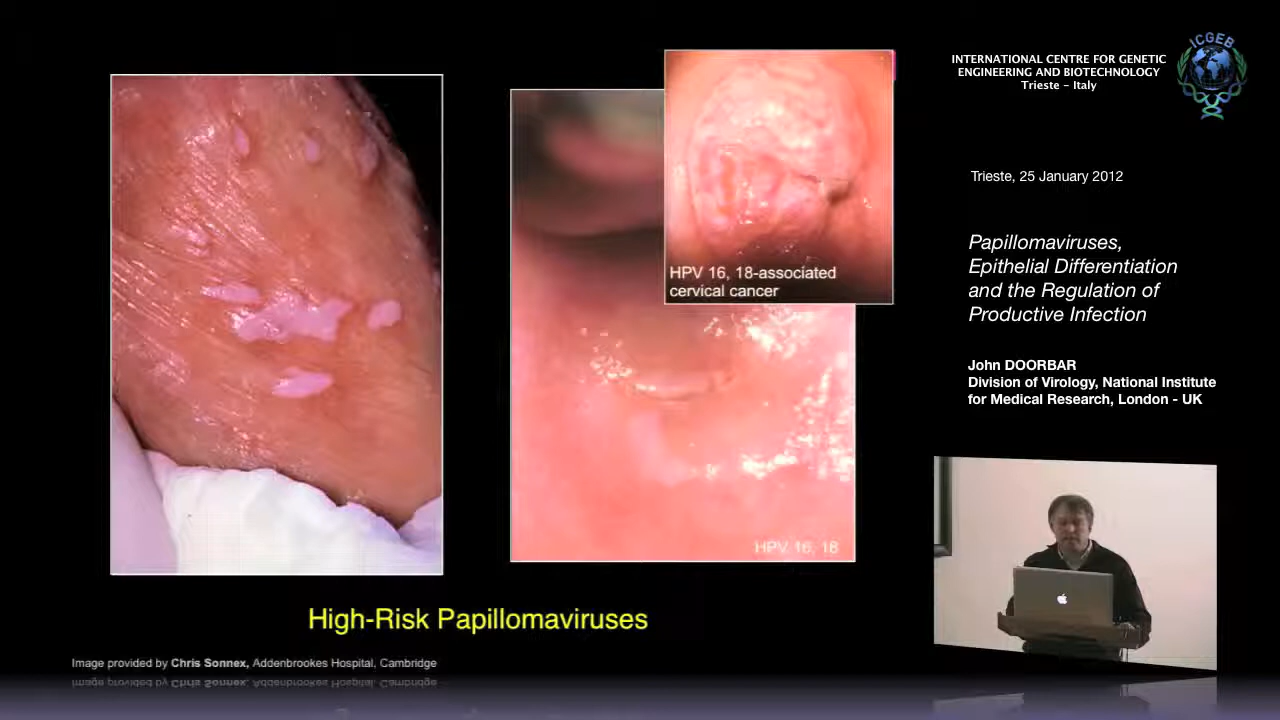 HPV 16, 18-associated
cervical cancer
HPV 16, 18
High-Risk Papillomaviruses
Image provided by Chris Sonnex, Addenbrookes Hospital, Cambridge
INTERNATIONAL CENTRE FOR GENETIC
ENGINEERING AND BIOTECHNOLOGY
Trieste - Italy
ICGEB
Trieste, 25 January 2012
Papillomaviruses,
Epithelial Differentiation
and the Regulation of
Productive Infection
John DOORBAR
Division of Virology, National Institute
for Medical Research, London - UK